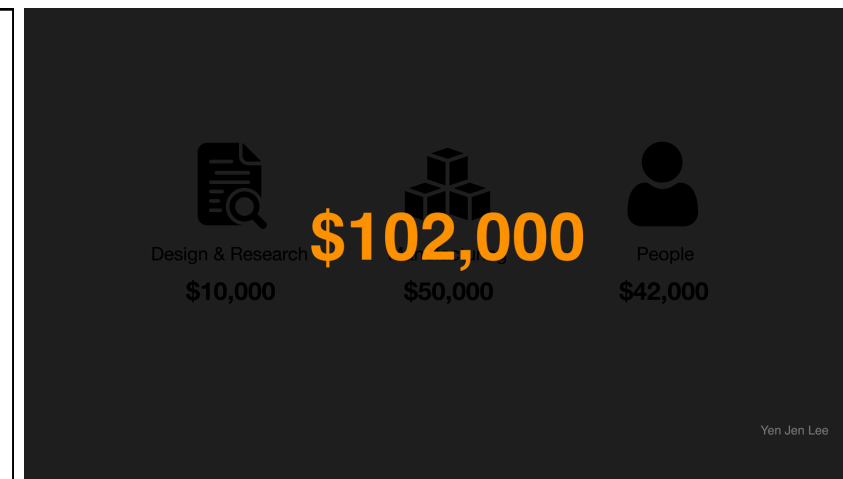 $102,000
Design & Research
People
$10,000
$50,000
$42,000
Yen Jen Lee